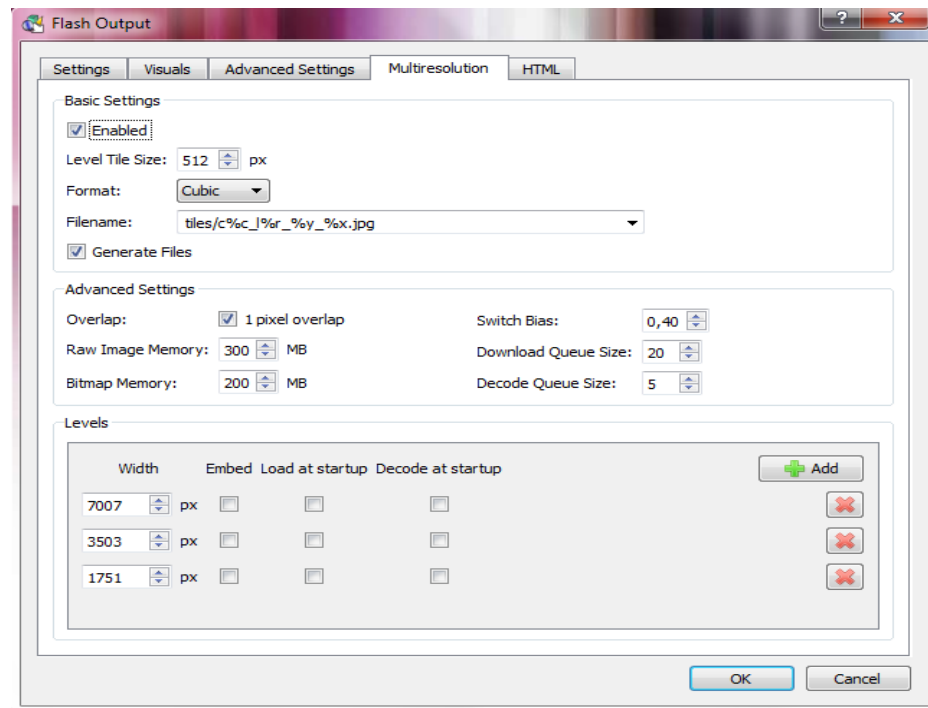 Flash Output
Settings Visuals Advanced Settings Multiresolution HTML
Basic Settings
Enabled
Level Tile Size: 512 px
Format: Cubic
Filename: tiles/c%c_l%r_%y_%x.jpg
Generate Files
Advanced Settings
Overlap: 1 pixel overlap Switch Bias: 0,40
Raw Image Memory: 300 MB Download Queue Size: 20
Bitmap Memory: 200 MB Decode Queue Size: 5
Levels
Width Embed Load at startup Decode at startup Add
7007 px
3503 px
1751 px
OK Cancel